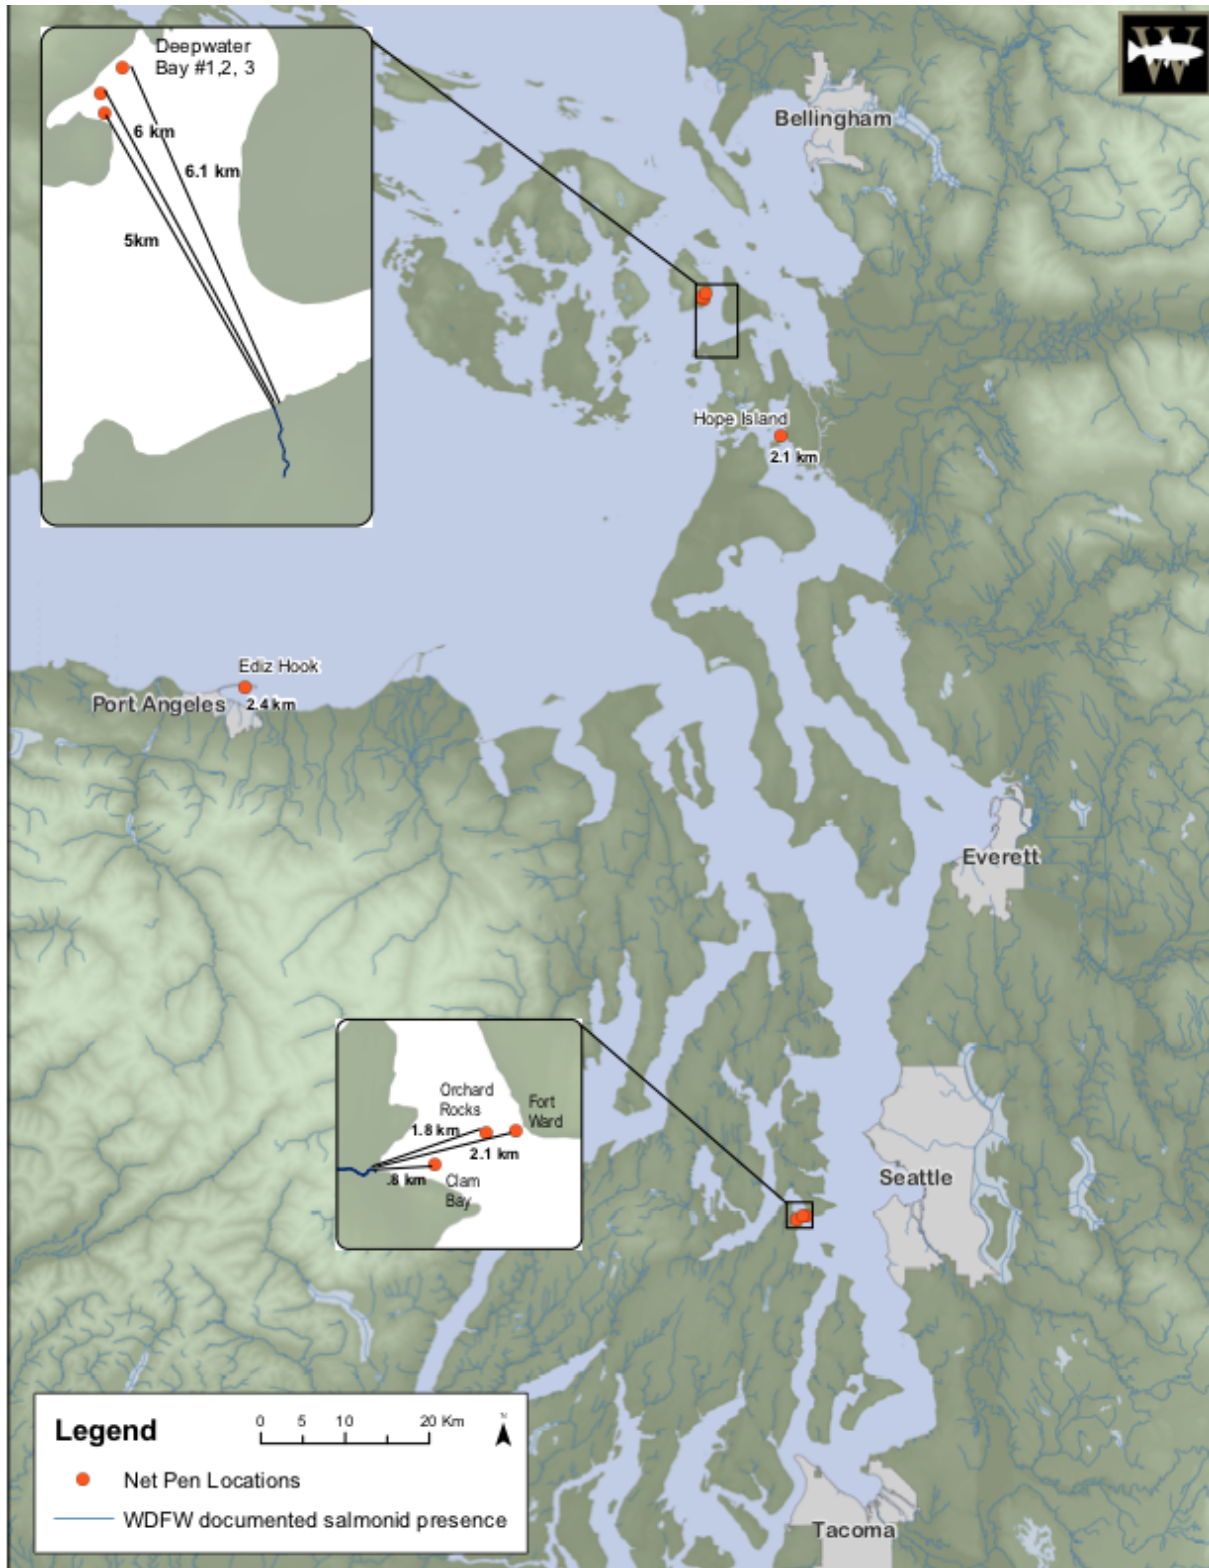 Deepwater
Bay #1,2, 3
6 km
6.1 km
5km
W
Bellingham
Hope Island
2.1 km
Ediz Hook
Port Angeles
2.4 km
Everett
Orchard
Rocks
Fort
Ward
1.8 km
2.1 km
.8 km
Clam
Bay
Seattle
Legend
0 5 10 20 Km
N
Net Pen Locations
WDFW documented salmonid presence
Tacoma